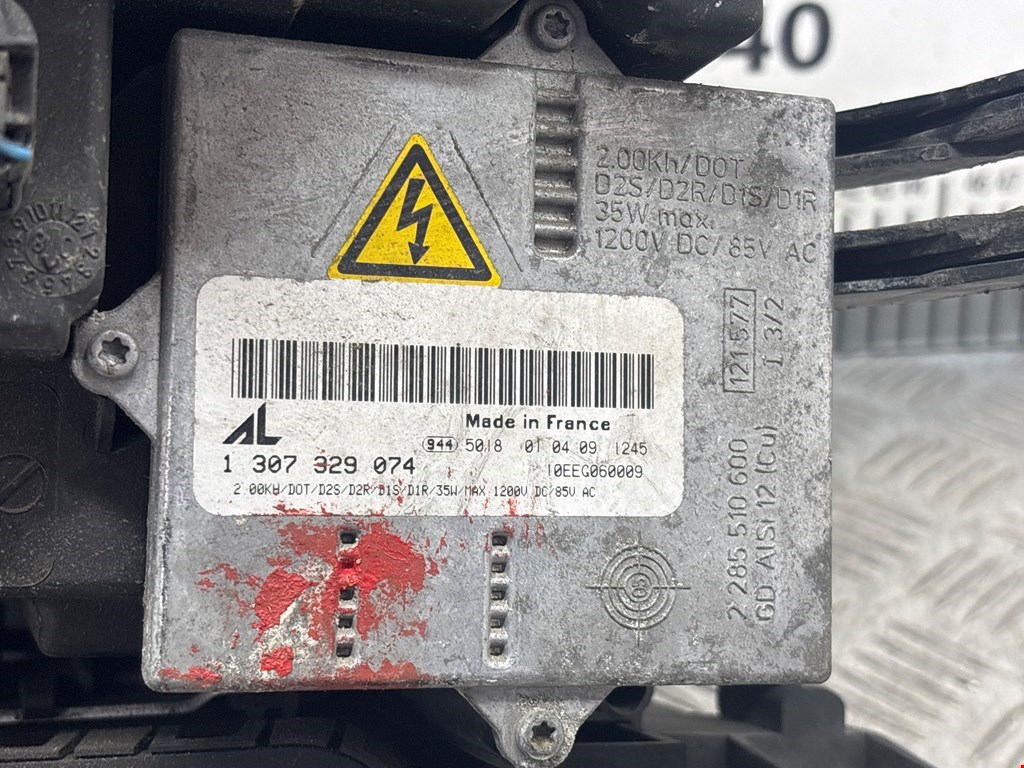 40
2.00Kh/DOT
D2S/D2R/D1S/D1R
35W max.
1200V DC/85V AC
121577
I 3/2
AL
Made in France
944 5018 01 04 09 1245
1 307 329 074
10EEG060009
2 00KH/DOT/D2S/D2R/D1S/D1R/35W/MAX 1200V DC/85V AC
2 285 510 600
GD AlSi 12 (Cu)